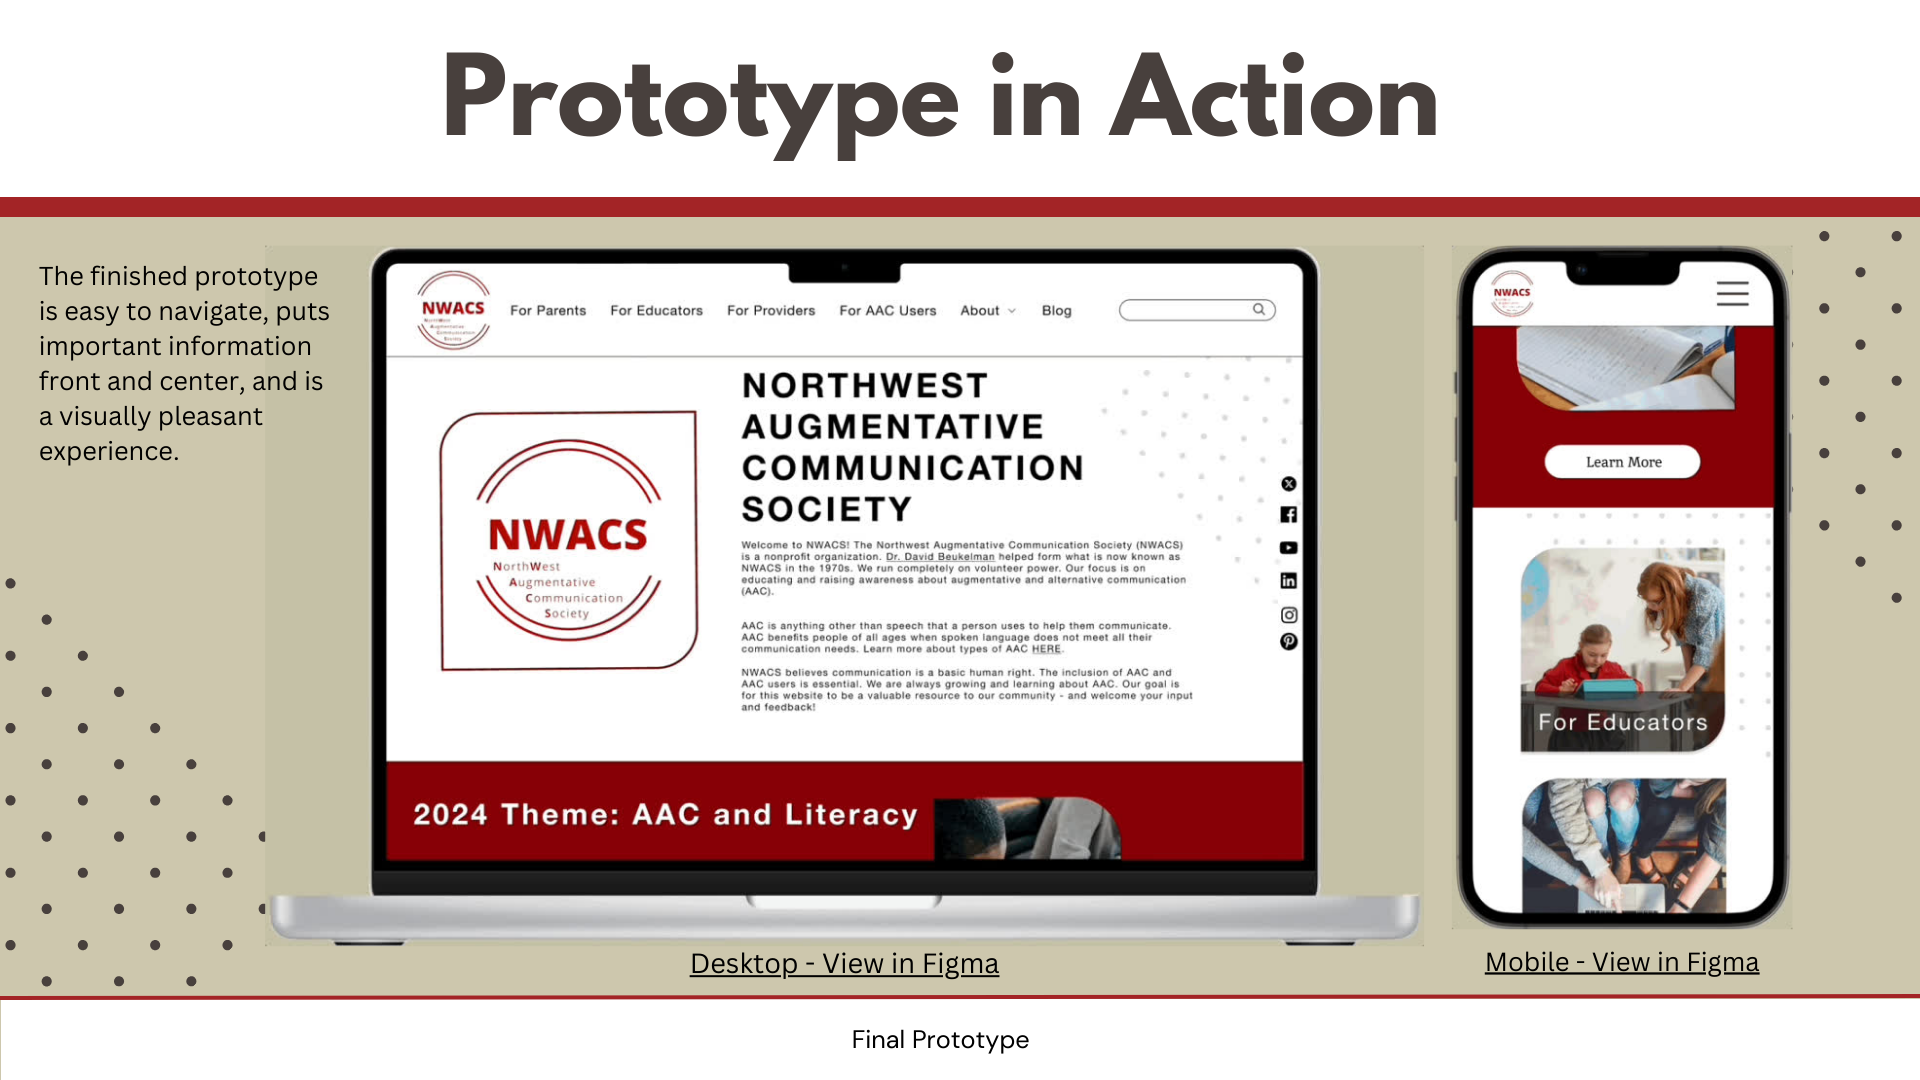 Prototype in Action
The finished prototype
is easy to navigate, puts
important information
front and center, and is
a visually pleasant
experience.
NWACS
NorthWest
Augmentative
Communication
Society
For Parents
For Educators
For Providers
For AAC Users
About
Blog
NWACS
NorthWest
Augmentative
Communication
Society
NORTHWEST
AUGMENTATIVE
COMMUNICATION
SOCIETY
Welcome to NWACS! The Northwest Augmentative Communication Society (NWACS)
is a nonprofit organization. Dr. David Beukelman helped form what is now known as
NWACS in the 1970s. We run completely on volunteer power. Our focus is on
educating and raising awareness about augmentative and alternative communication
(AAC).
AAC is anything other than speech that a person uses to help them communicate.
AAC benefits people of all ages when spoken language does not meet all their
communication needs. Learn more about types of AAC HERE.
NWACS believes communication is a basic human right. The inclusion of AAC and
AAC users is essential. We are always growing and learning about AAC. Our goal is
for this website to be a valuable resource to our community - and welcome your input
and feedback!
2024 Theme: AAC and Literacy
NWACS
Learn More
For Educators
Desktop - View in Figma
Mobile - View in Figma
Final Prototype